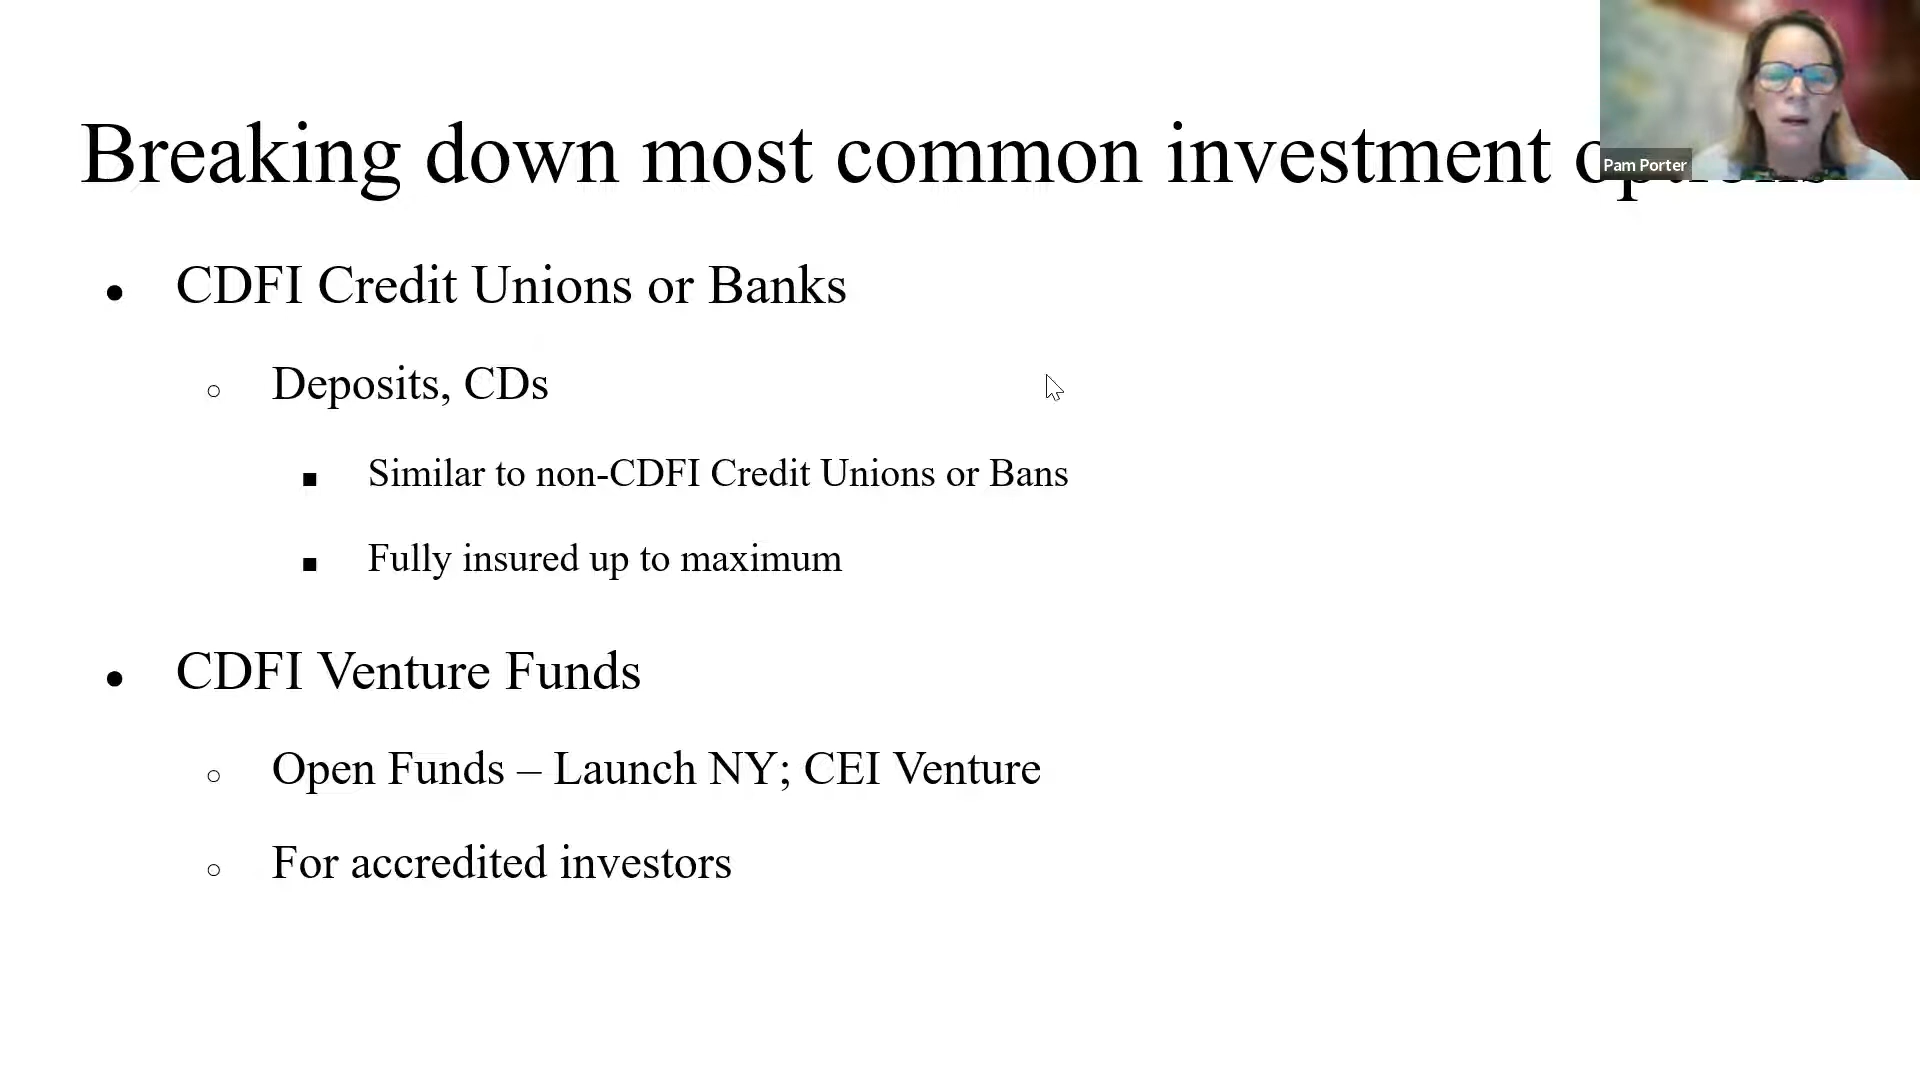 Breaking down most common investment
Pam Porter
● CDFI Credit Unions or Banks
○ Deposits, CDs
■ Similar to non-CDFI Credit Unions or Bans
■ Fully insured up to maximum
● CDFI Venture Funds
○ Open Funds – Launch NY; CEI Venture
○ For accredited investors